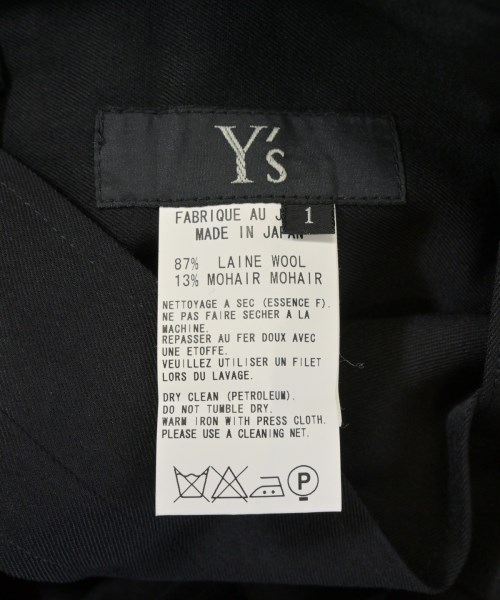 Y's
1
FABRIQUE AU
MADE IN JAPAN
87% LAINE WOOL
13% MOHAIR MOHAIR
NETTOYAGE A SEC (ESSENCE F).
NE PAS FAIRE SECHER A LA
MACHINE.
REPASSER AU FER DOUX AVEC
UNE ETOFFE.
VEUILLEZ UTILISER UN FILET
LORS DU LAVAGE.
DRY CLEAN (PETROLEUM).
DO NOT TUMBLE DRY.
WARM IRON WITH PRESS CLOTH.
PLEASE USE A CLEANING NET.
P